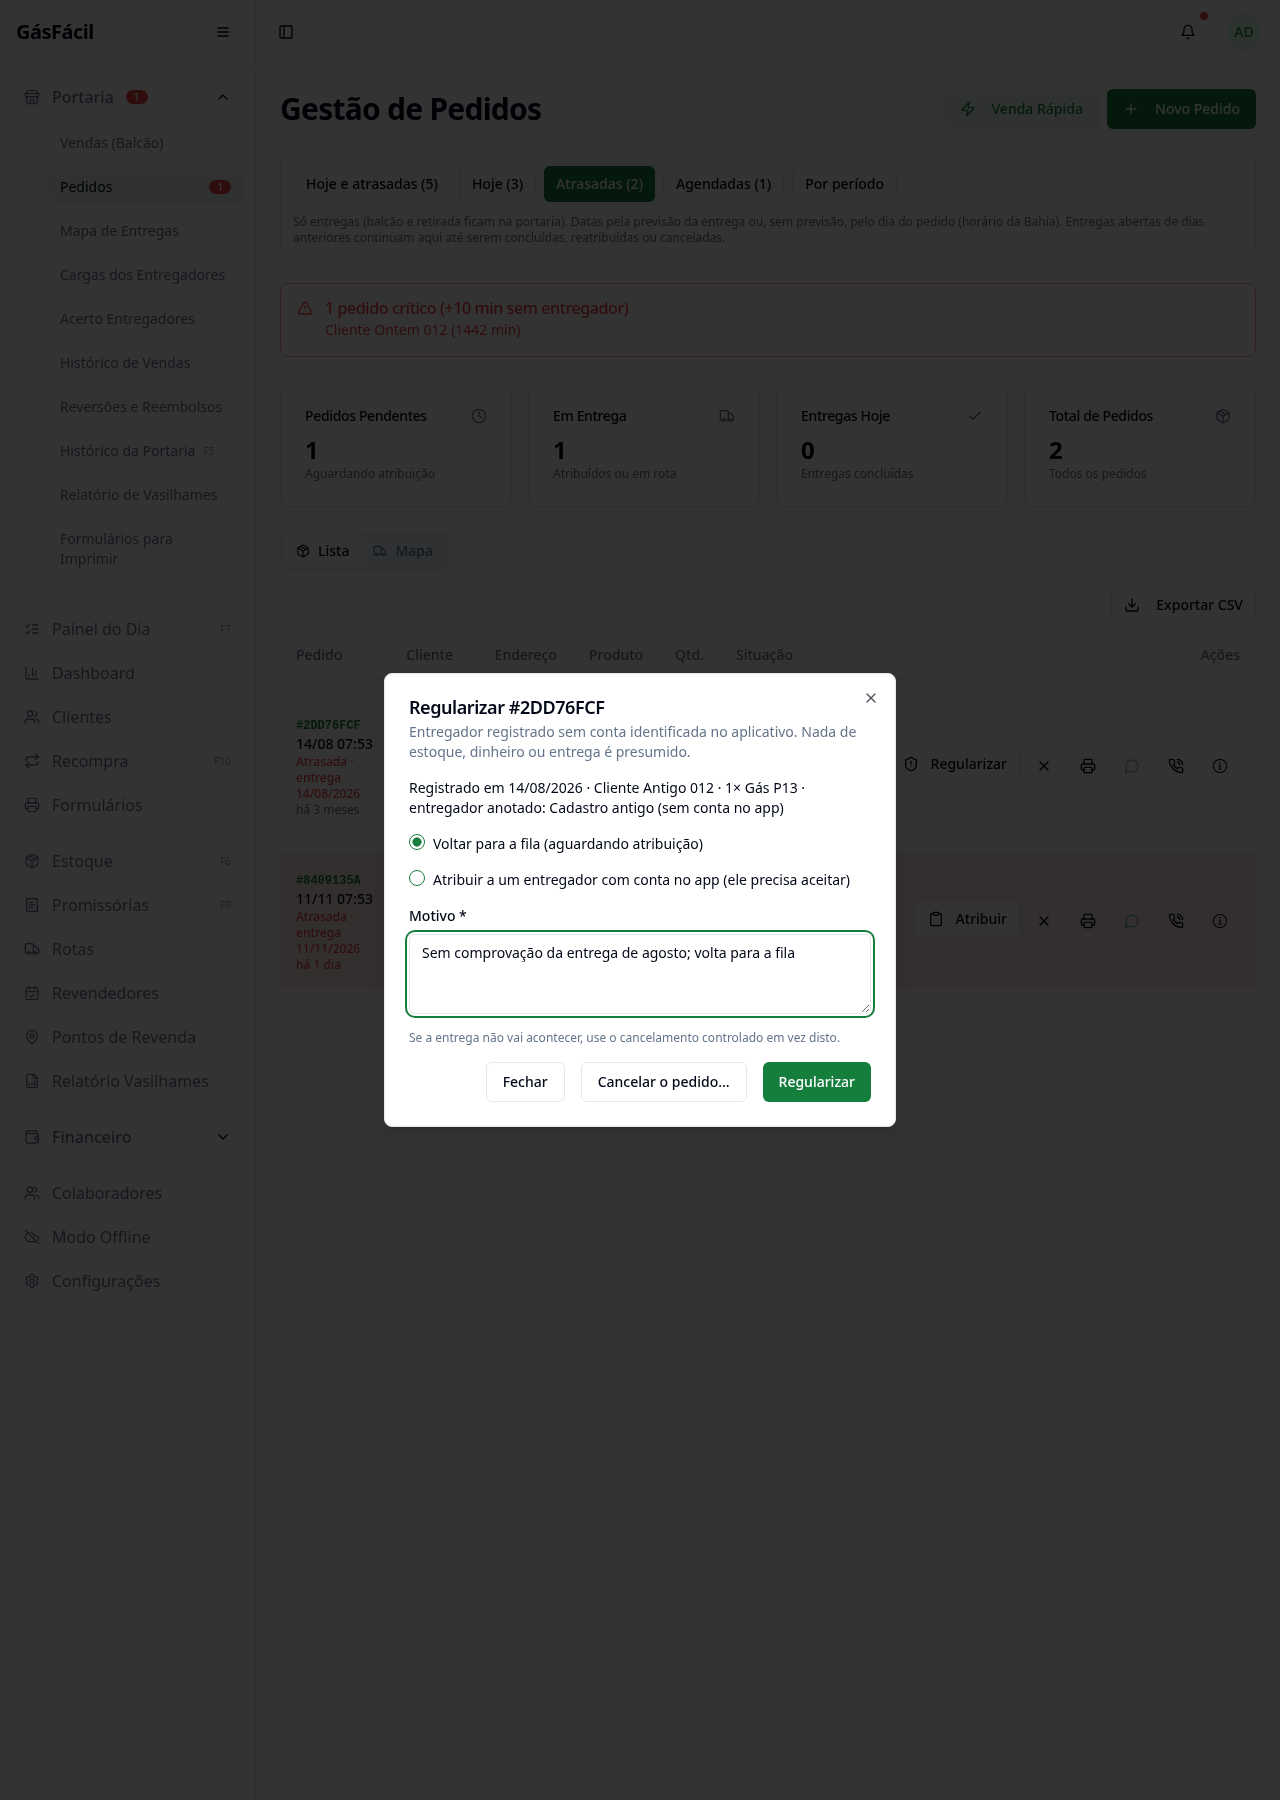 GásFácil
AD
Portaria 1
Vendas (Balcão)
Pedidos 1
Mapa de Entregas
Cargas dos Entregadores
Acerto Entregadores
Histórico de Vendas
Reversões e Reembolsos
Histórico da Portaria F5
Relatório de Vasilhames
Formulários para
Imprimir
Painel do Dia F7
Dashboard
Clientes
Recompra F10
Formulários
Estoque F6
Promissórias F9
Rotas
Revendedores
Pontos de Revenda
Relatório Vasilhames
Financeiro
Colaboradores
Modo Offline
Configurações
Gestão de Pedidos
Venda Rápida
Novo Pedido
Hoje e atrasadas (5)
Hoje (3)
Atrasadas (2)
Agendadas (1)
Por período
Só entregas (balcão e retirada ficam na portaria). Datas pela previsão da entrega ou, sem previsão, pelo dia do pedido (horário da Bahia). Entregas abertas de dias
anteriores continuam aqui até serem concluídas, reatribuídas ou canceladas.
1 pedido crítico (+10 min sem entregador)
Cliente Ontem 012 (1442 min)
Pedidos Pendentes
1
Aguardando atribuição
Em Entrega
1
Atribuídos ou em rota
Entregas Hoje
0
Entregas concluídas
Total de Pedidos
2
Todos os pedidos
Lista
Mapa
Exportar CSV
Pedido Cliente Endereço Produto Qtd. Situação Ações
#2DD76FCF
14/08 07:53
Atrasada ·
entrega
14/08/2026
há 3 meses
Regularizar
#8409135A
11/11 07:53
Atrasada ·
entrega
11/11/2026
há 1 dia
Atribuir
Regularizar #2DD76FCF
Entregador registrado sem conta identificada no aplicativo. Nada de
estoque, dinheiro ou entrega é presumido.
Registrado em 14/08/2026 · Cliente Antigo 012 · 1× Gás P13 ·
entregador anotado: Cadastro antigo (sem conta no app)
Voltar para a fila (aguardando atribuição)
Atribuir a um entregador com conta no app (ele precisa aceitar)
Motivo *
Sem comprovação da entrega de agosto; volta para a fila
Se a entrega não vai acontecer, use o cancelamento controlado em vez disto.
Fechar
Cancelar o pedido...
Regularizar